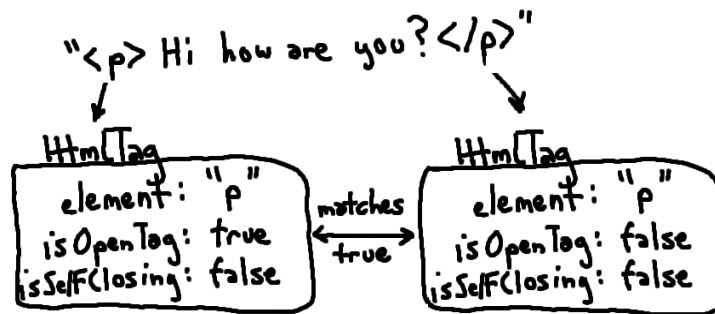 "<p> Hi how are you?</p>"
HtmlTag
element: "p"
isOpenTag: true
isSelfClosing: false
matches
true
HtmlTag
element: "p"
isOpenTag: false
isSelfClosing: false